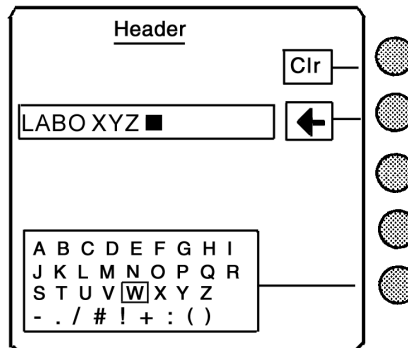 Header
Clr
LABO XYZ
A B C D E F G H I
J K L M N O P Q R
S T U V W X Y Z
- . / # ! + : ( )